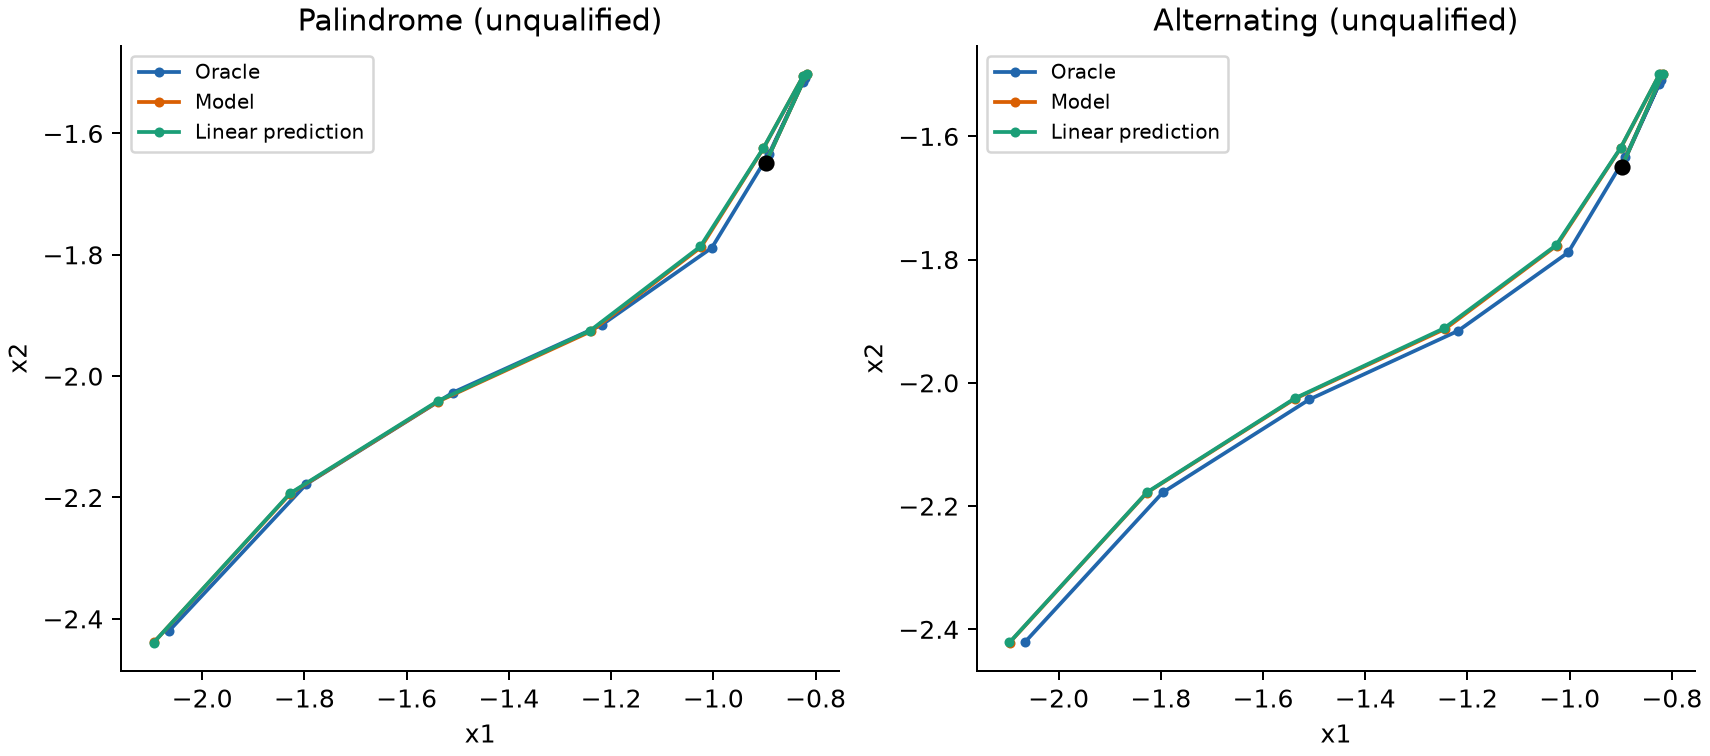 Palindrome (unqualified)
Oracle
Model
Linear prediction
−1.6
−1.8
−2.0
−2.2
−2.4
x2
−2.0
−1.8
−1.6
−1.4
−1.2
−1.0
−0.8
x1
Alternating (unqualified)
Oracle
Model
Linear prediction
−1.6
−1.8
−2.0
−2.2
−2.4
x2
−2.0
−1.8
−1.6
−1.4
−1.2
−1.0
−0.8
x1